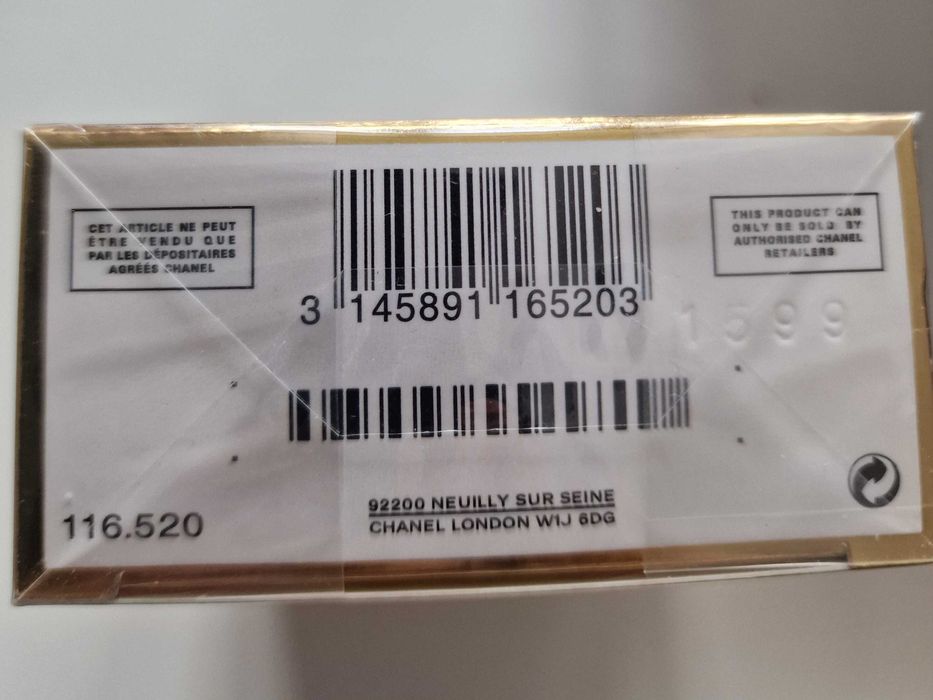 CET ARTICLE NE PEUT
ÊTRE VENDU QUE
PAR LES DÉPOSITAIRES
AGRÉÉS CHANEL
THIS PRODUCT CAN
ONLY BE SOLD BY
AUTHORISED CHANEL
RETAILERS
3 145891 165203
1599
116.520
92200 NEUILLY SUR SEINE
CHANEL LONDON W1J 6DG